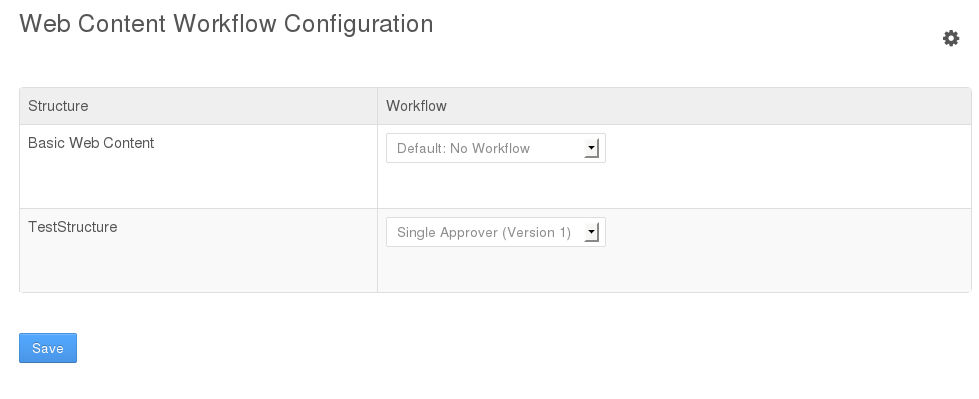 Web Content Workflow Configuration
Structure
Workflow
Basic Web Content
Default: No Workflow
TestStructure
Single Approver (Version 1)
Save